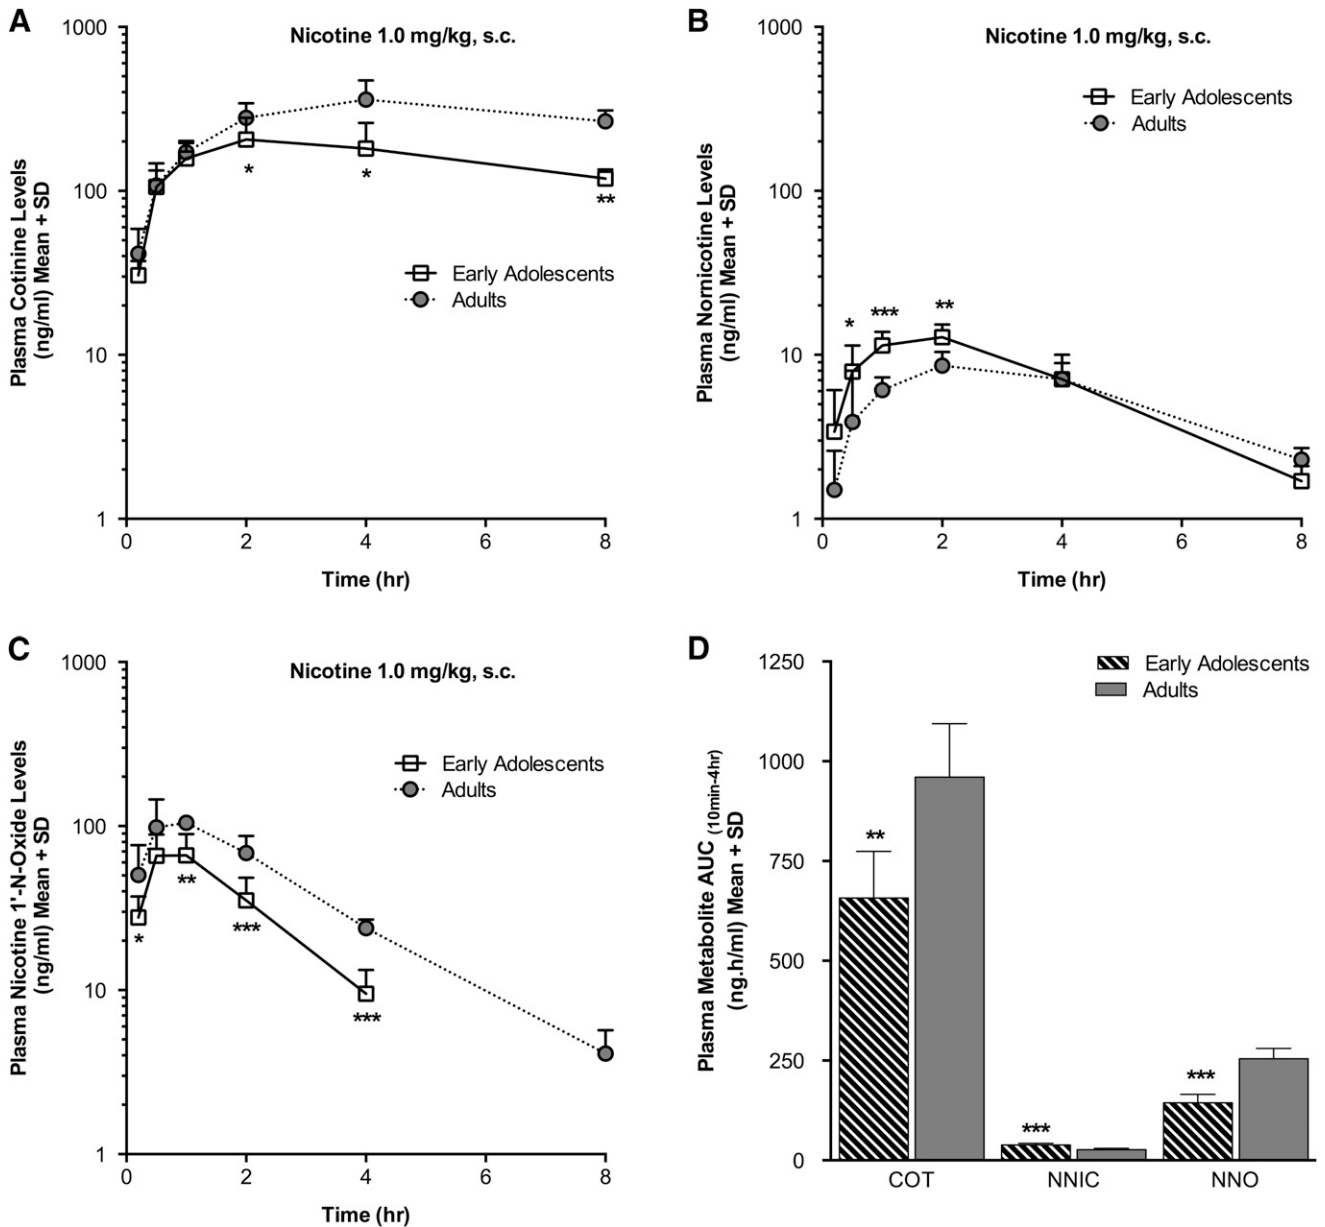 A
Nicotine 1.0 mg/kg, s.c.
Plasma Cotinine Levels
(ng/ml) Mean + SD
1000
100
10
1
*
*
**
Early Adolescents
Adults
0
2
4
6
8
Time (hr)
B
Nicotine 1.0 mg/kg, s.c.
Early Adolescents
Adults
Plasma Nornicotine Levels
(ng/ml) Mean + SD
1000
100
10
1
*
***
**
0
2
4
6
8
Time (hr)
C
Nicotine 1.0 mg/kg, s.c.
Early Adolescents
Adults
Plasma Nicotine 1'-N-Oxide Levels
(ng/ml) Mean + SD
1000
100
10
1
*
**
***
***
0
2
4
6
8
Time (hr)
D
Early Adolescents
Adults
Plasma Metabolite AUC (10min-4hr)
(ng.h/ml) Mean + SD
1250
1000
750
500
250
0
**
***
***
COT
NNIC
NNO